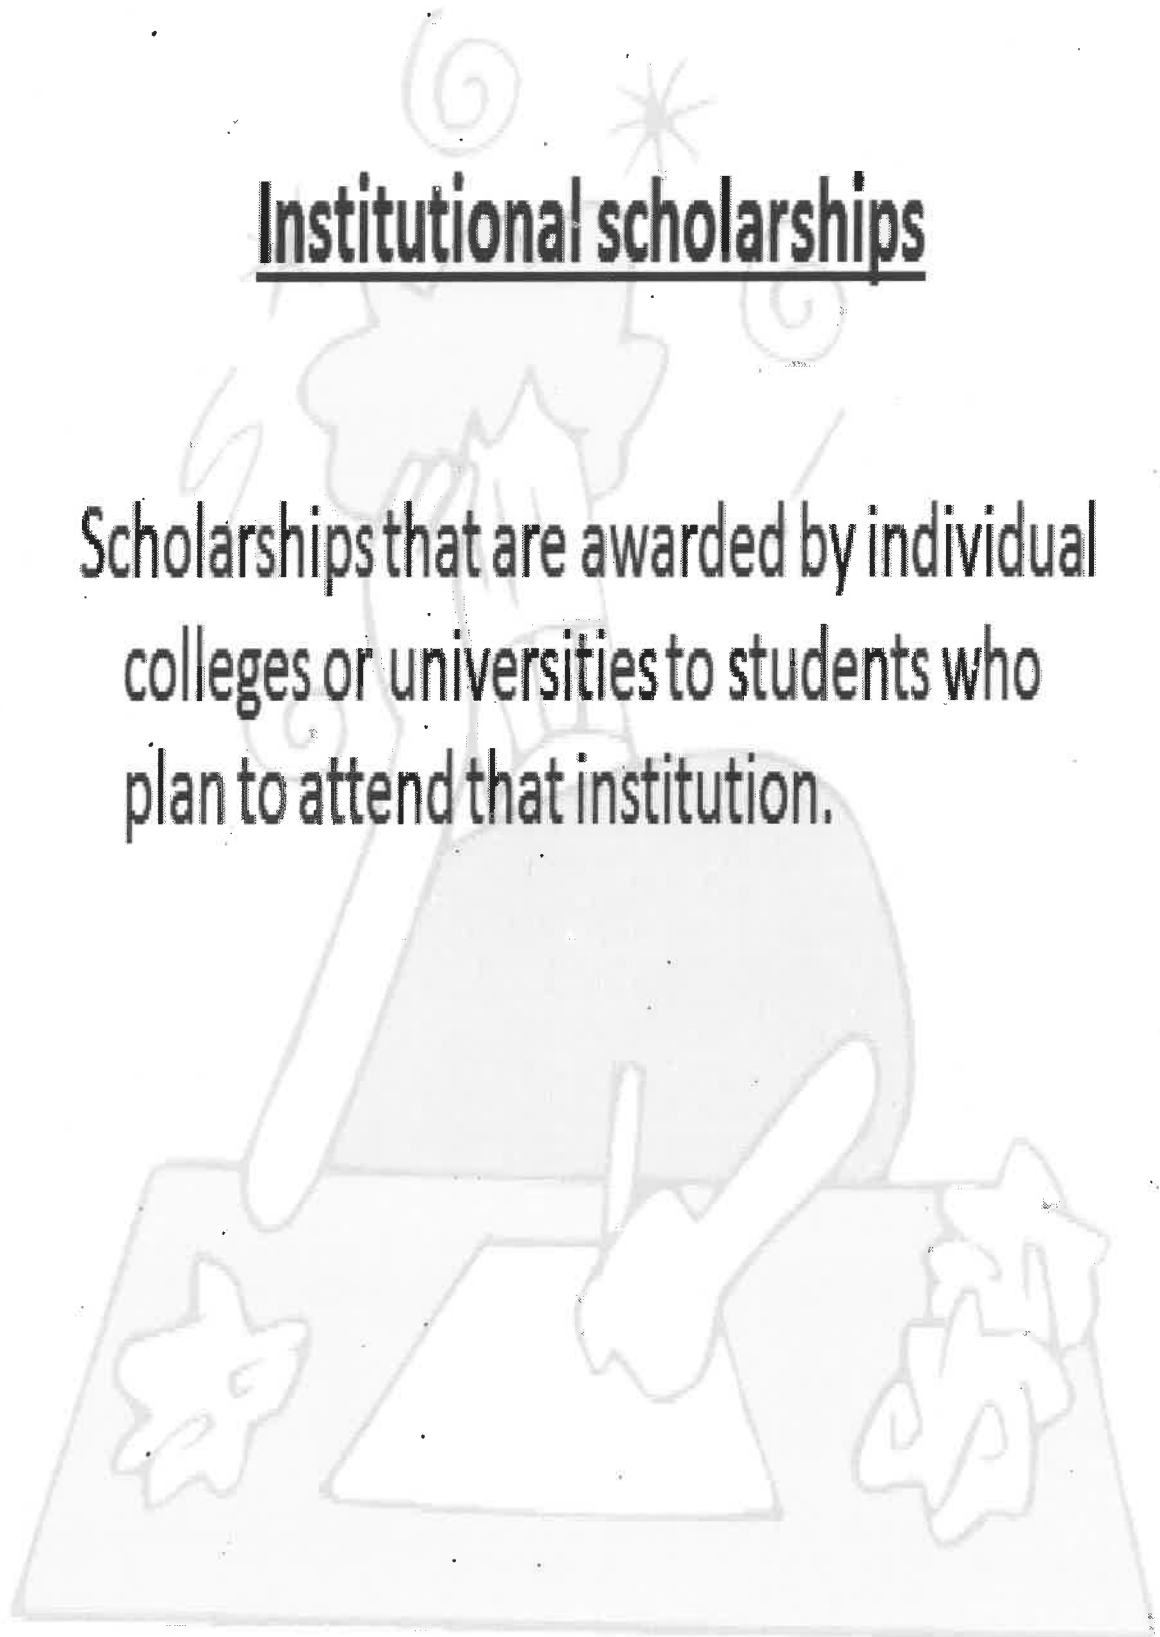 Institutional scholarships
Scholarships that are awarded by individual
colleges or universities to students who
plan to attend that institution.